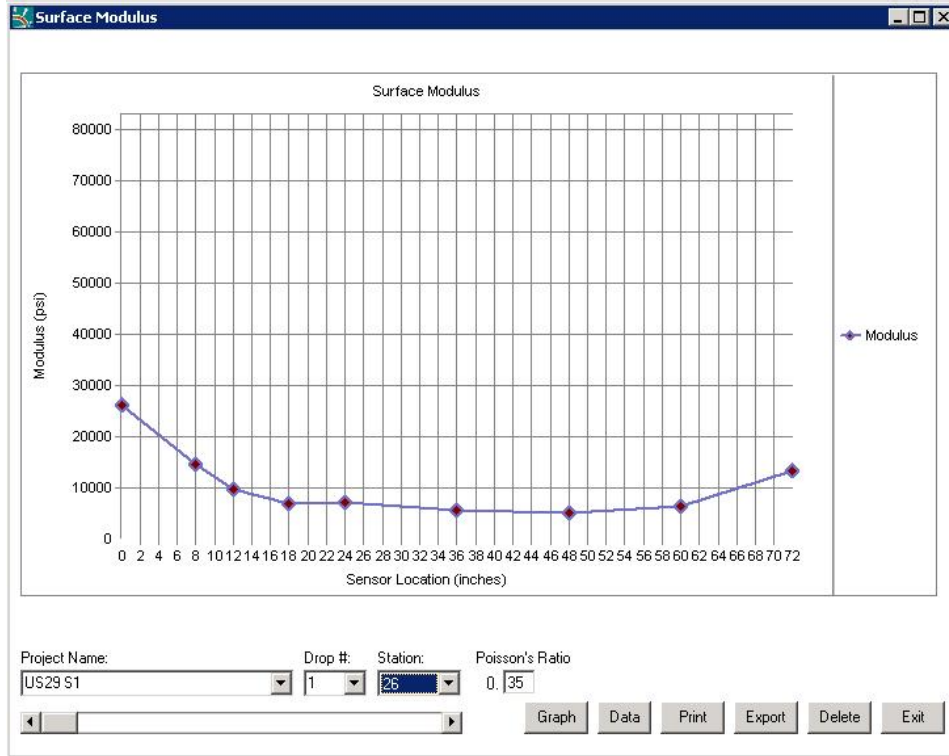 Surface Modulus
Surface Modulus
80000
70000
60000
50000
40000
30000
20000
10000
0
Modulus (psi)
0 2 4 6 8 10 12 14 16 18 20 22 24 26 28 30 32 34 36 38 40 42 44 46 48 50 52 54 56 58 60 62 64 66 68 70 72
Sensor Location (inches)
Modulus
Project Name: Drop #: Station: Poisson's Ratio
US29 S1 1 26 0. 35
Graph Data Print Export Delete Exit